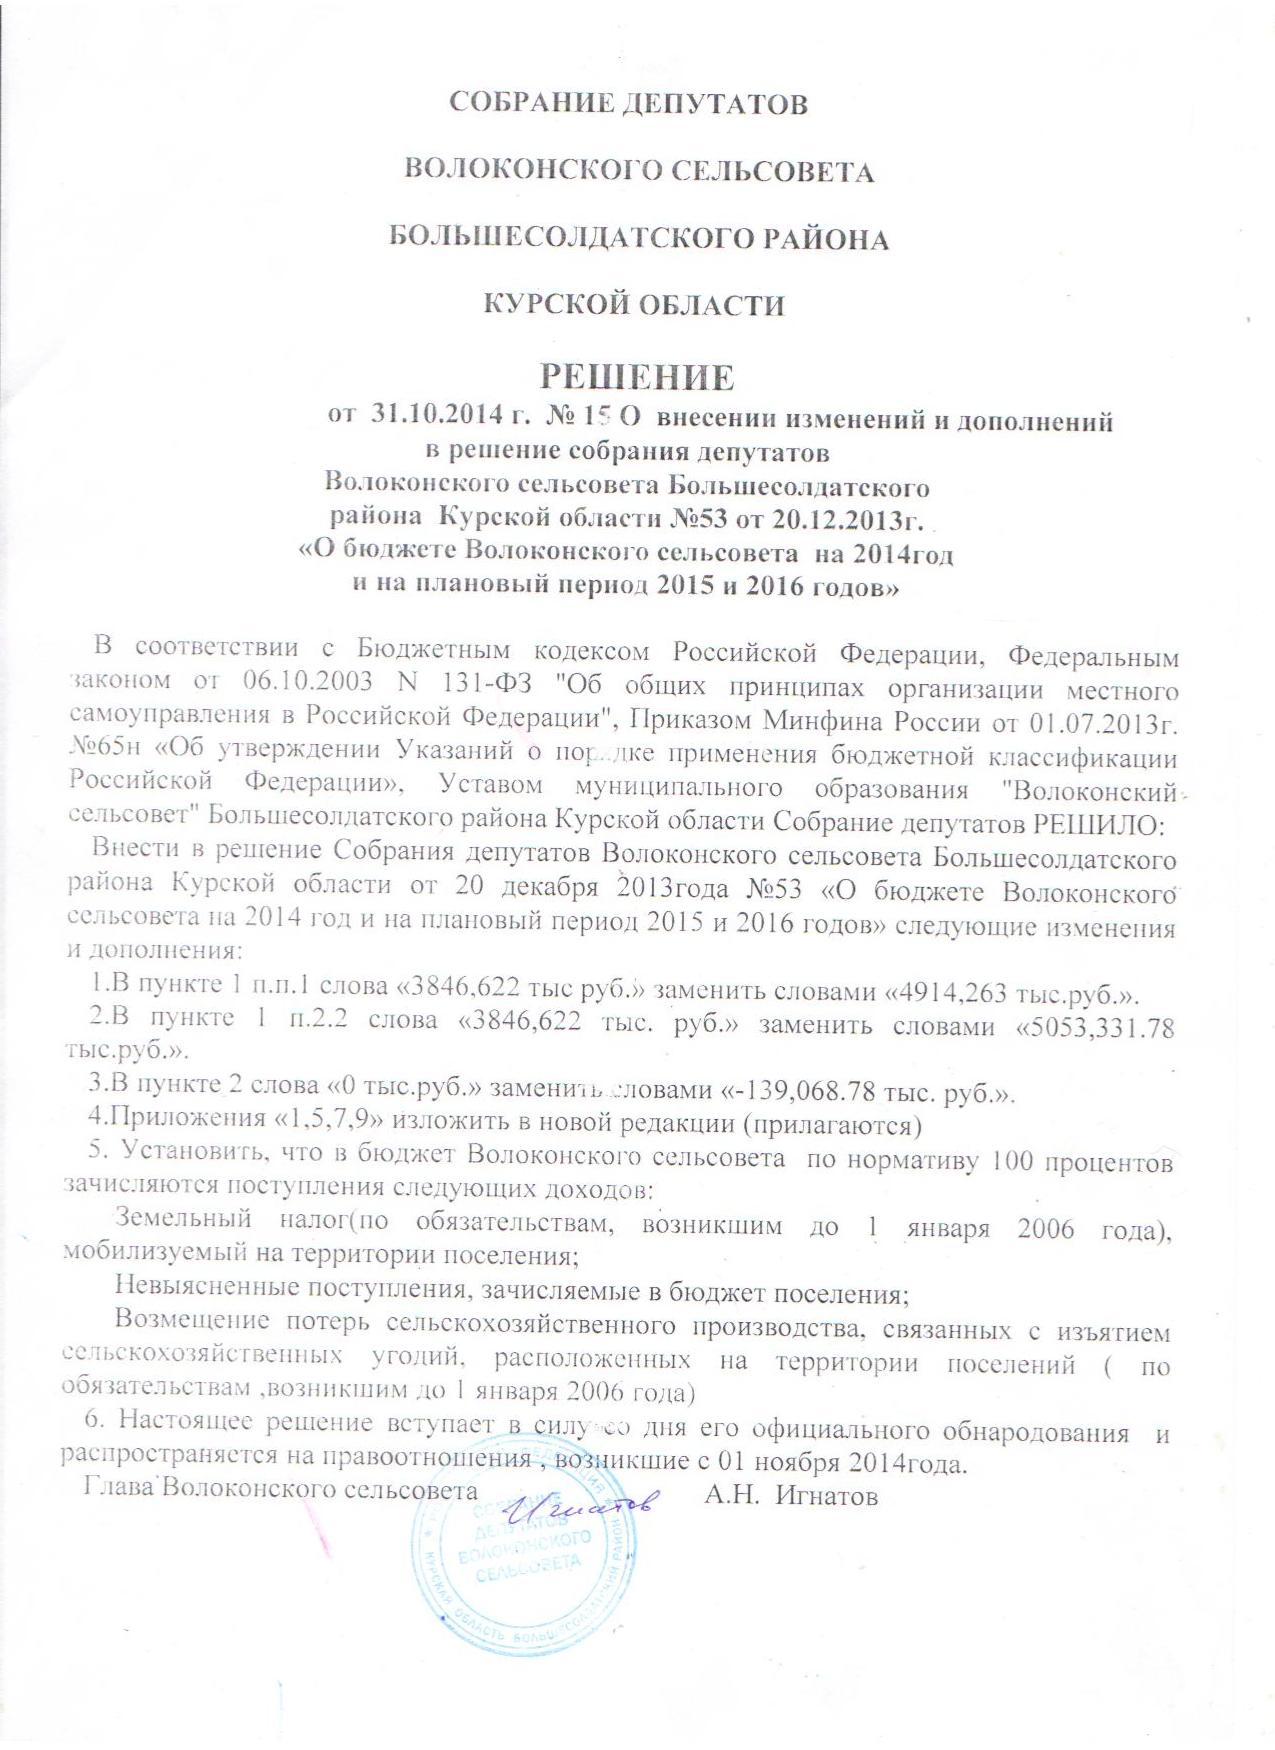 СОБРАНИЕ ДЕПУТАТОВ
ВОЛОКОНСКОГО СЕЛЬСОВЕТА
БОЛЬШЕСОЛДАТСКОГО РАЙОНА
КУРСКОЙ ОБЛАСТИ
РЕШЕНИЕ
от 31.10.2014 г. № 15 О внесении изменений и дополнений
в решение собрания депутатов
Волоконского сельсовета Большесолдатского
района Курской области №53 от 20.12.2013г.
«О бюджете Волоконского сельсовета на 2014год
и на плановый период 2015 и 2016 годов»
В соответствии с Бюджетным кодексом Российской Федерации, Федеральным
законом от 06.10.2003 N 131-ФЗ "Об общих принципах организации местного
самоуправления в Российской Федерации", Приказом Минфина России от 01.07.2013г.
№65н «Об утверждении Указаний о порядке применения бюджетной классификации
Российской Федерации», Уставом муниципального образования "Волоконский
сельсовет" Большесолдатского района Курской области Собрание депутатов РЕШИЛО:
Внести в решение Собрания депутатов Волоконского сельсовета Большесолдатского
района Курской области от 20 декабря 2013года №53 «О бюджете Волоконского
сельсовета на 2014 год и на плановый период 2015 и 2016 годов» следующие изменения
и дополнения:
1.В пункте 1 п.п.1 слова «3846,622 тыс руб.» заменить словами «4914,263 тыс.руб.».
2.В пункте 1 п.2.2 слова «3846,622 тыс. руб.» заменить словами «5053,331.78
тыс.руб.».
3.В пункте 2 слова «0 тыс.руб.» заменить словами «-139,068.78 тыс. руб.».
4.Приложения «1,5,7,9» изложить в новой редакции (прилагаются)
5. Установить, что в бюджет Волоконского сельсовета по нормативу 100 процентов
зачисляются поступления следующих доходов:
Земельный налог(по обязательствам, возникшим до 1 января 2006 года),
мобилизуемый на территории поселения;
Невыясненные поступления, зачисляемые в бюджет поселения;
Возмещение потерь сельскохозяйственного производства, связанных с изъятием
сельскохозяйственных угодий, расположенных на территории поселений ( по
обязательствам ,возникшим до 1 января 2006 года)
6. Настоящее решение вступает в силу со дня его официального обнародования и
распространяется на правоотношения , возникшие с 01 ноября 2014года.
Глава Волоконского сельсовета Игнатов А.Н. Игнатов
СОБРАНИЕ
ДЕПУТАТОВ
ВОЛОКОНСКОГО
СЕЛЬСОВЕТА
КУРСКАЯ ОБЛАСТЬ БОЛЬШЕСОЛДАТСКИЙ РАЙОН